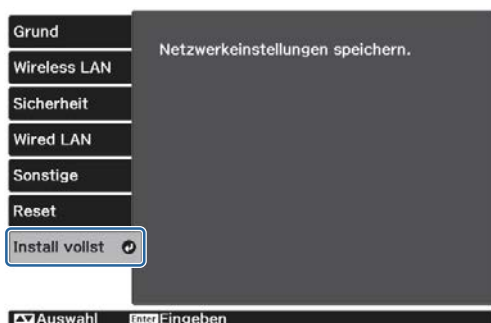 Grund
Netzwerkeinstellungen speichern.
Wireless LAN
Sicherheit
Wired LAN
Sonstige
Reset
Install vollst
Auswahl Enter Eingeben